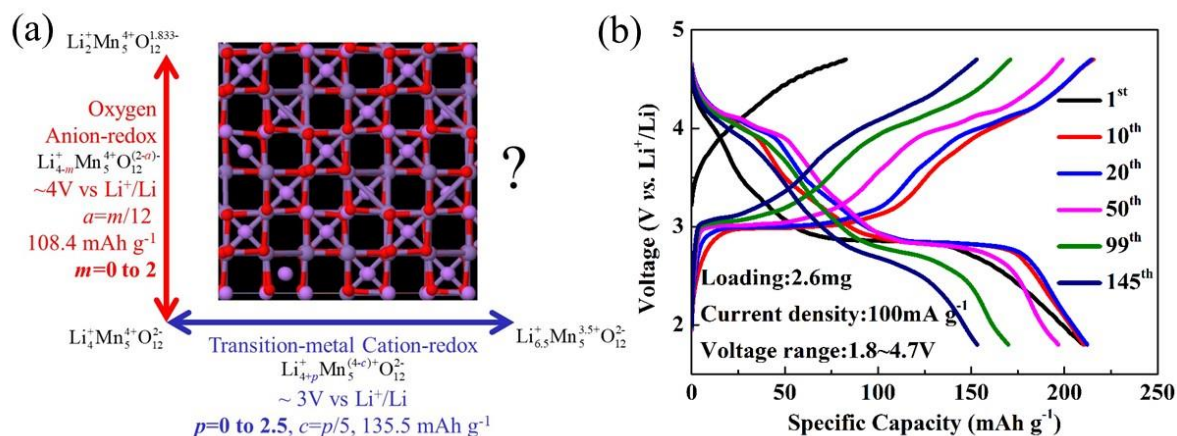 (a)
Li₂⁺Mn₅⁴⁺O₁₂¹·⁸³³⁻
Oxygen
Anion-redox
Li₄₋ₘ⁺Mn₅⁴⁺O₁₂⁽²⁻ᵃ⁾⁻
~4V vs Li⁺/Li
a=m/12
108.4 mAh g⁻¹
m=0 to 2
Li₄⁺Mn₅⁴⁺O₁₂²⁻
?
Transition-metal Cation-redox
Li₄₊ₚ⁺Mn₅⁽⁴⁻ᶜ⁾⁺O₁₂²⁻
~ 3V vs Li⁺/Li
p=0 to 2.5, c=p/5, 135.5 mAh g⁻¹
Li₆.₅⁺Mn₅³·⁵⁺O₁₂²⁻
(b)
Voltage (V vs. Li⁺/Li)
5
4
3
2
1ˢᵗ
10ᵗʰ
20ᵗʰ
50ᵗʰ
99ᵗʰ
145ᵗʰ
Loading:2.6mg
Current density:100mA g⁻¹
Voltage range:1.8~4.7V
0 50 100 150 200 250
Specific Capacity (mAh g⁻¹)